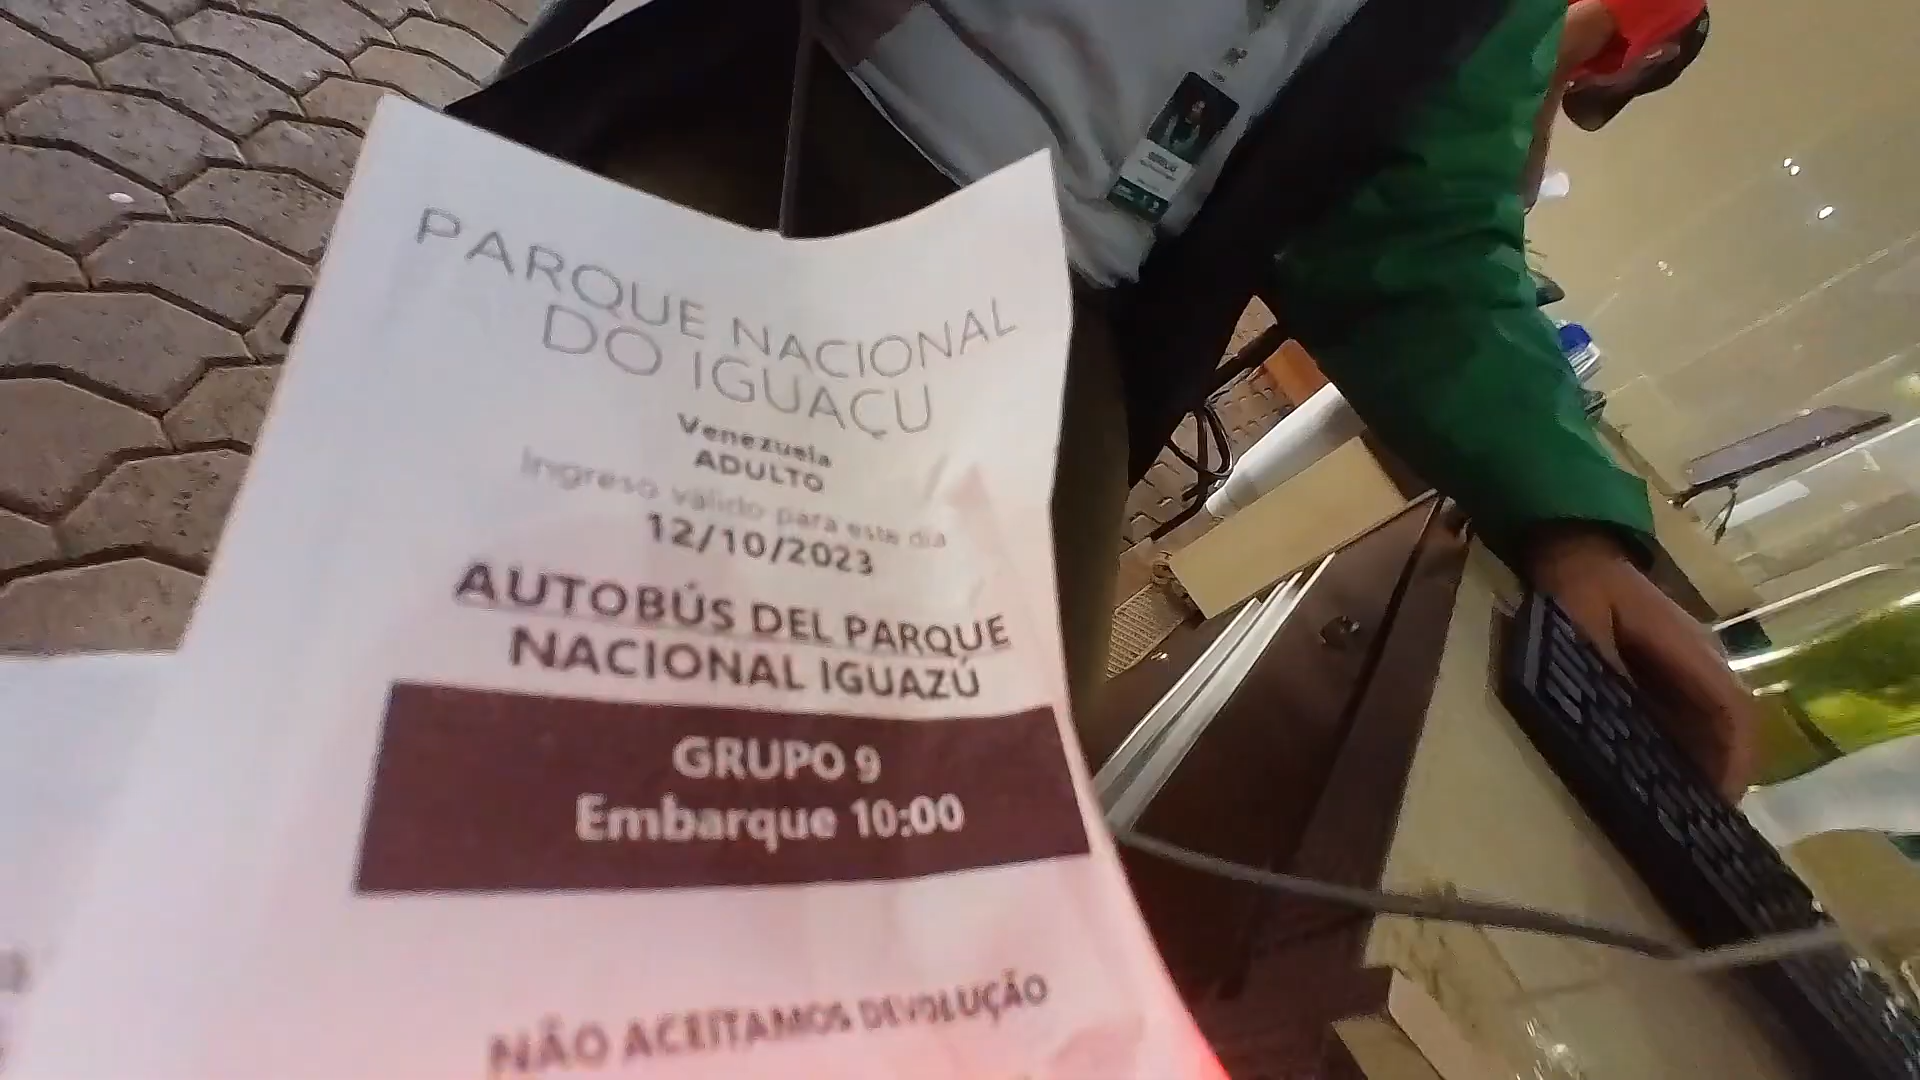 PARQUE NACIONAL
DO IGUAÇU
Venezuela
ADULTO
Ingreso válido para este dia
12/10/2023
AUTOBÚS DEL PARQUE
NACIONAL IGUAZÚ
GRUPO 9
Embarque 10:00
NÃO ACEITAMOS DEVOLUÇÃO